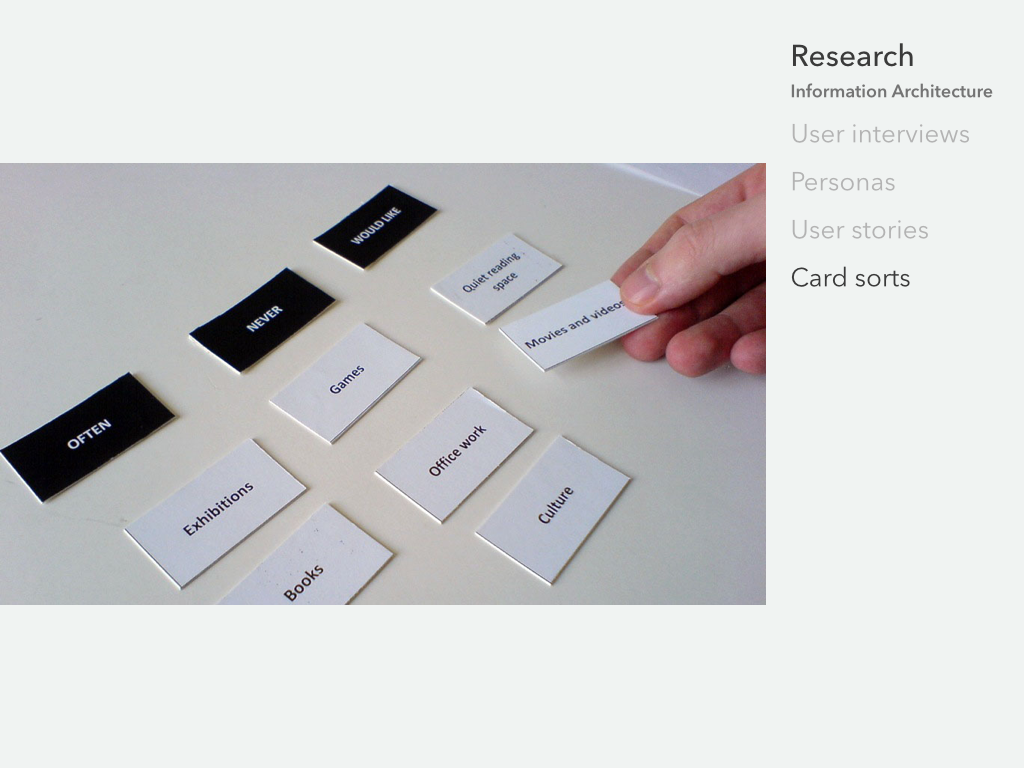 Research
Information Architecture
User interviews
Personas
User stories
Card sorts
WOULD LIKE
Quiet reading
space
Movies and videos
NEVER
Games
Office work
Culture
OFTEN
Exhibitions
Books